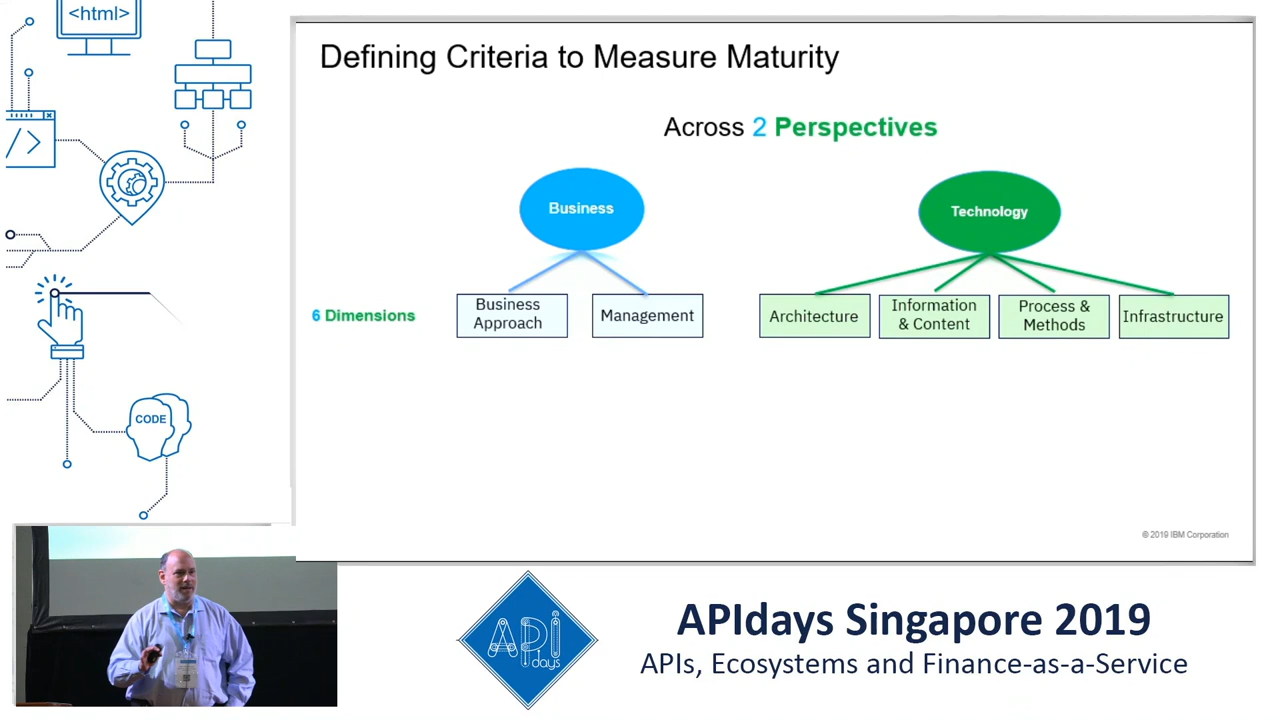 <html>
</>
CODE
Defining Criteria to Measure Maturity
Across 2 Perspectives
Business
Technology
6 Dimensions
Business
Approach
Management
Architecture
Information
& Content
Process &
Methods
Infrastructure
© 2019 IBM Corporation
API
days
APIdays Singapore 2019
APIs, Ecosystems and Finance-as-a-Service